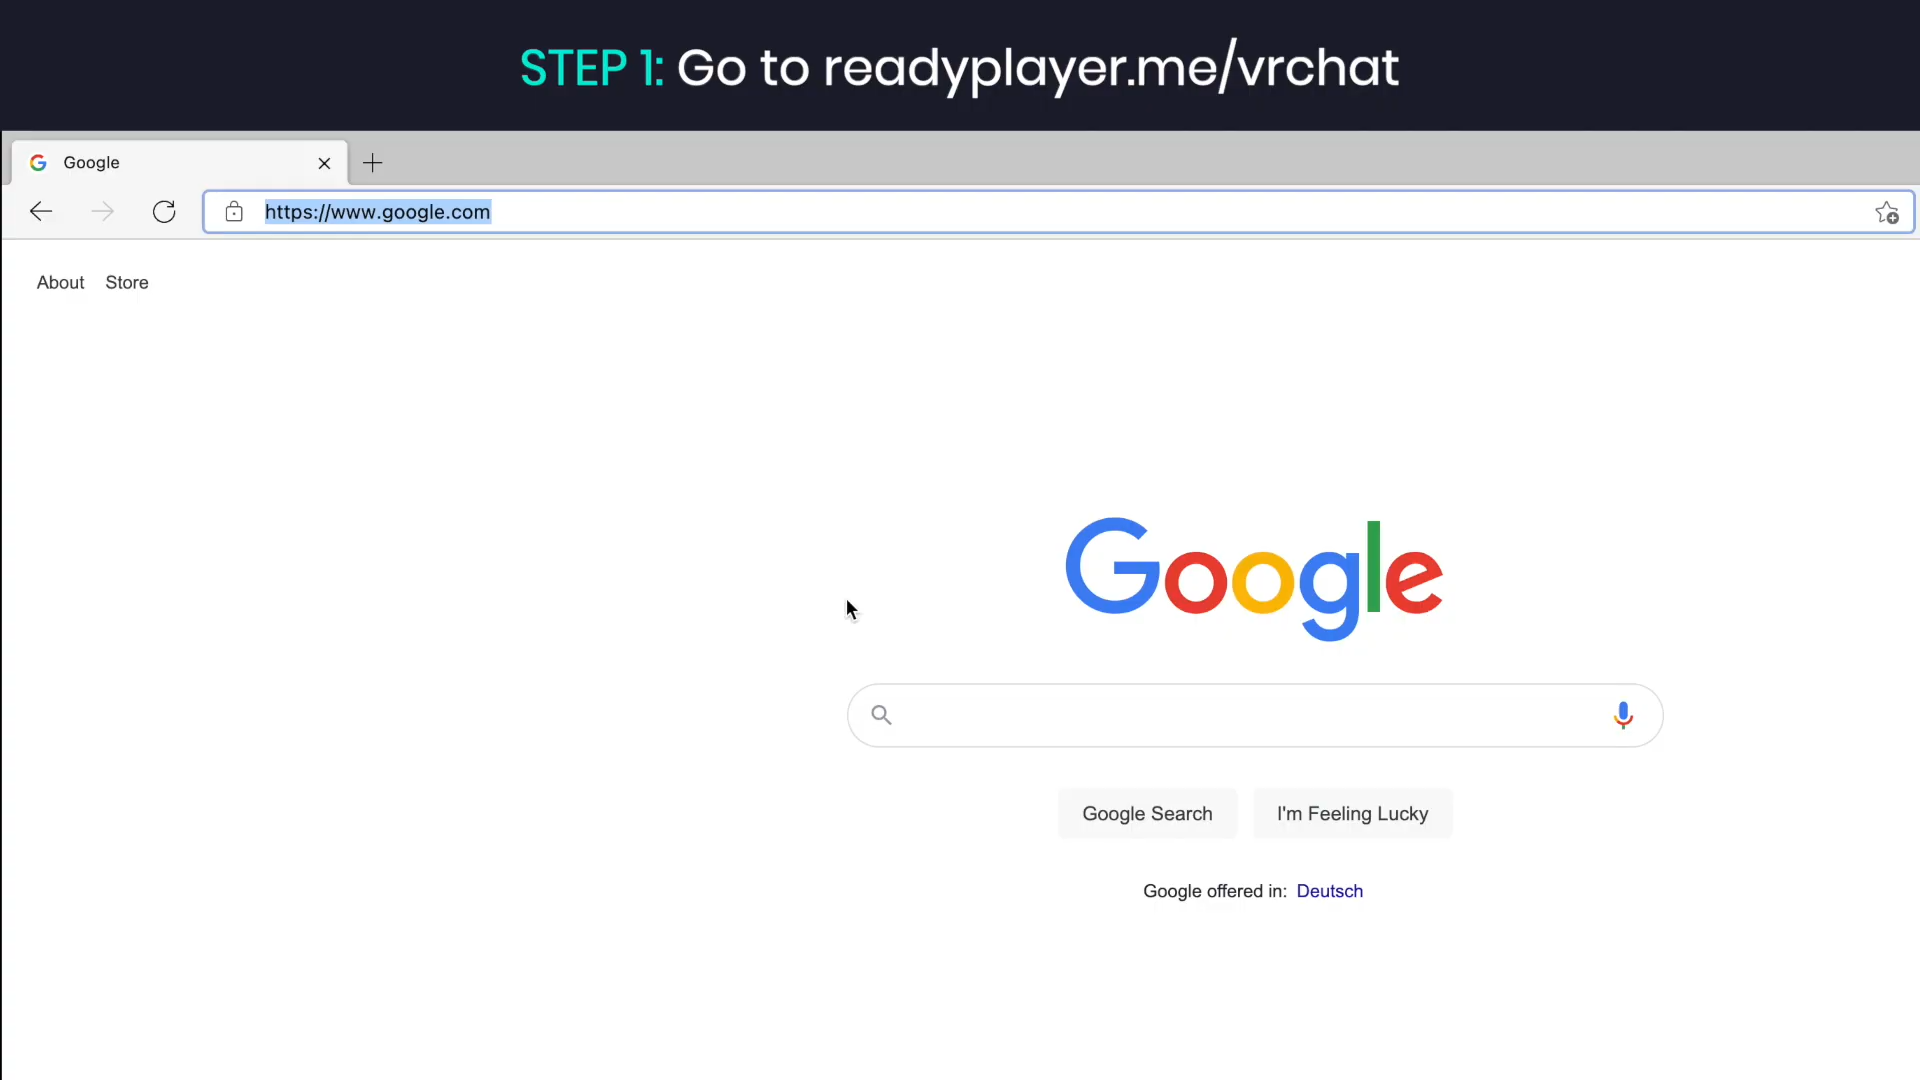 STEP 1: Go to readyplayer.me/vrchat
Google
https://www.google.com
About Store
Google
Google Search I'm Feeling Lucky
Google offered in: Deutsch